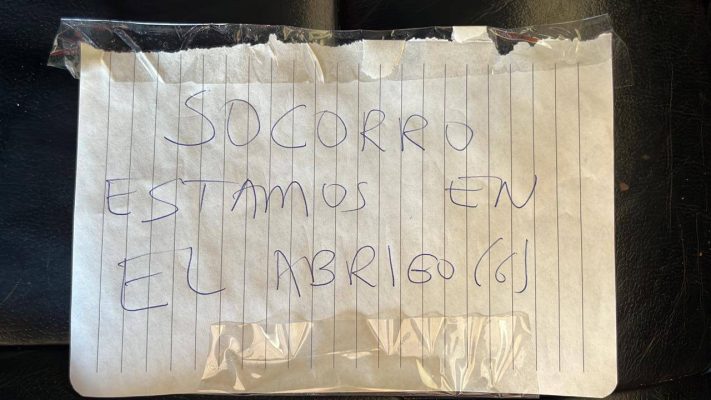 SOCORRO
ESTAMOS EN
EL ABRIGO (6)